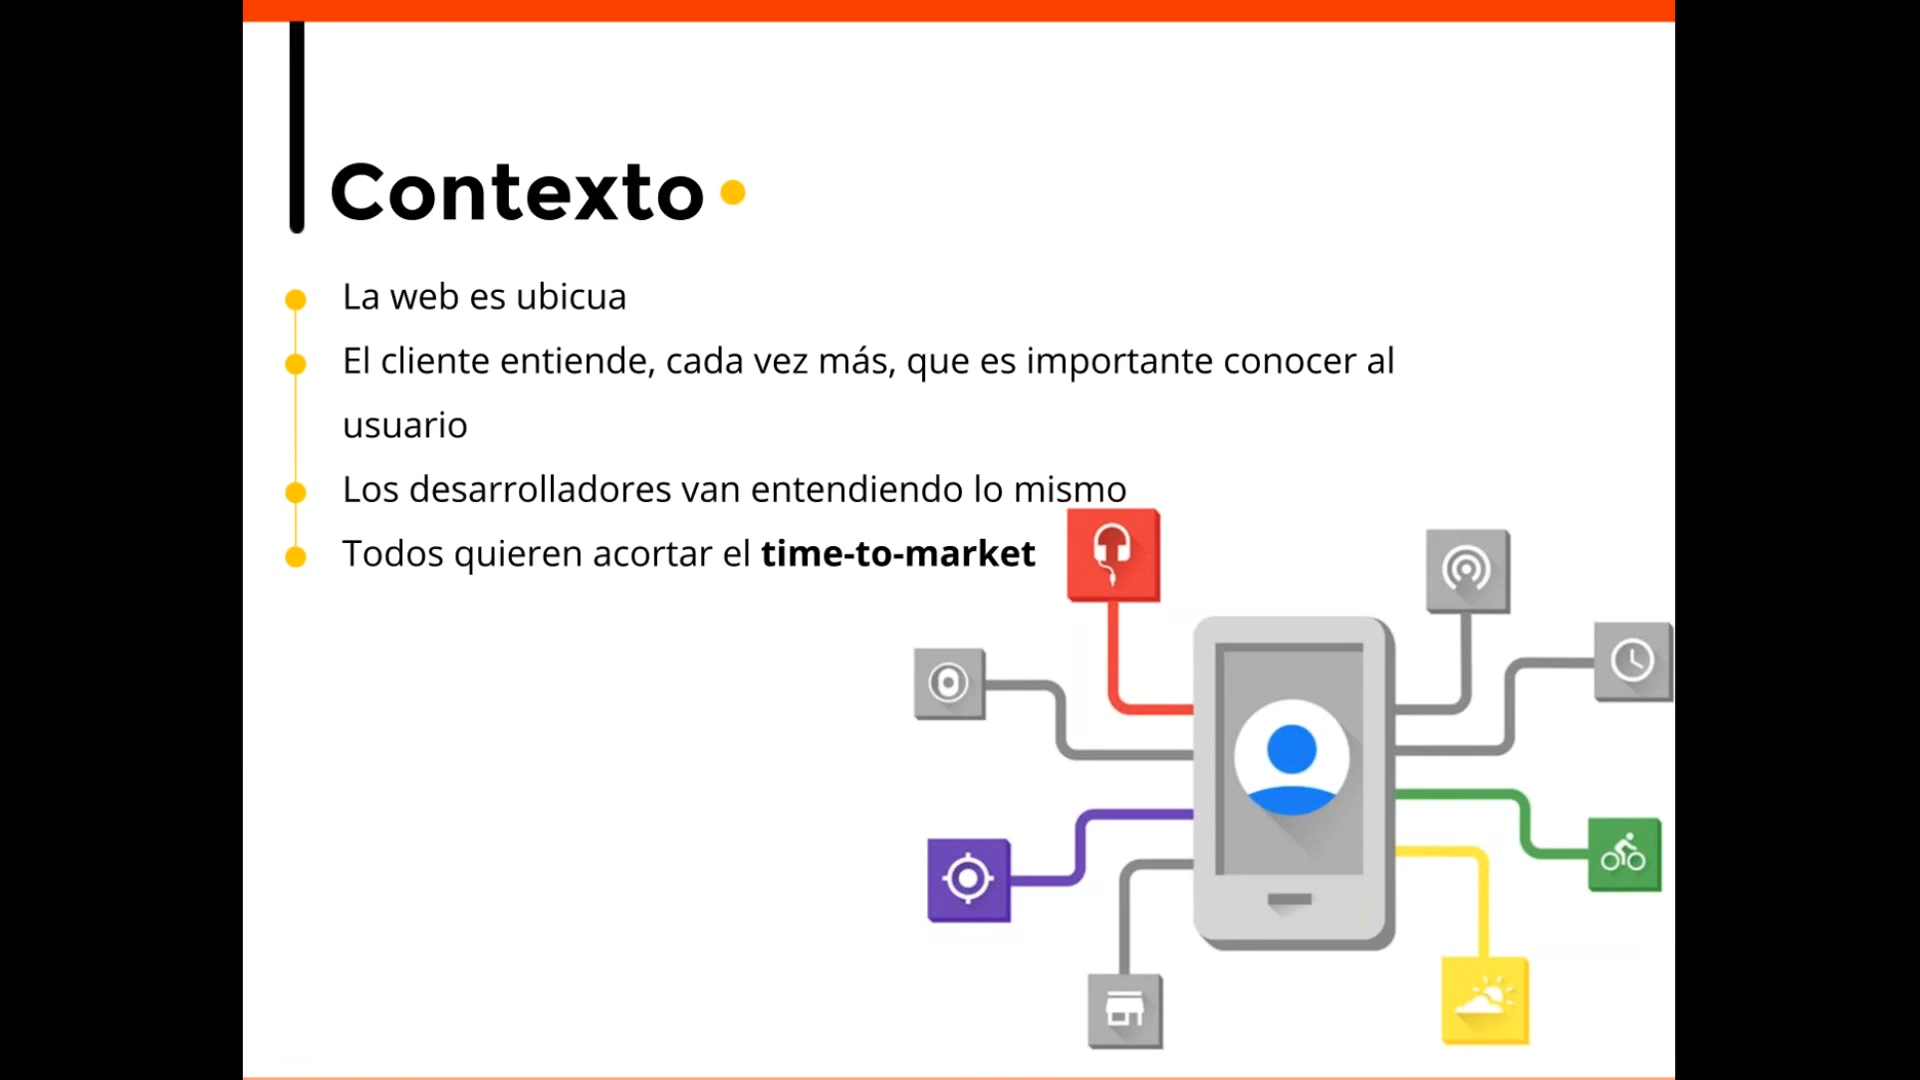 Contexto
La web es ubicua
El cliente entiende, cada vez más, que es importante conocer al
usuario
Los desarrolladores van entendiendo lo mismo
Todos quieren acortar el time-to-market